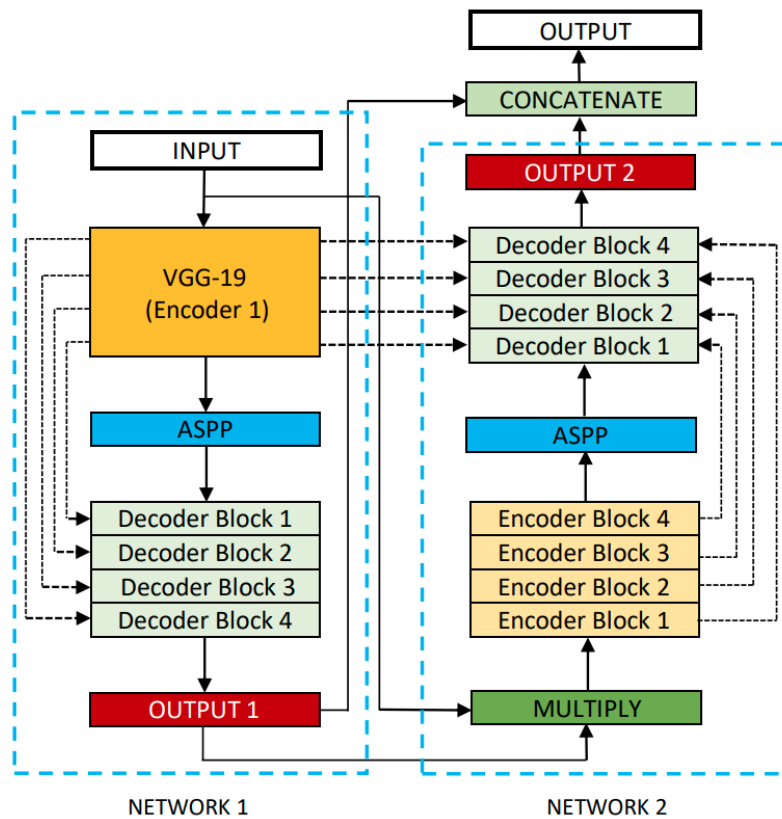 OUTPUT
CONCATENATE
INPUT
OUTPUT 2
VGG-19
(Encoder 1)
Decoder Block 4
Decoder Block 3
Decoder Block 2
Decoder Block 1
ASPP
ASPP
Decoder Block 1
Decoder Block 2
Decoder Block 3
Decoder Block 4
Encoder Block 4
Encoder Block 3
Encoder Block 2
Encoder Block 1
OUTPUT 1
MULTIPLY
NETWORK 1
NETWORK 2